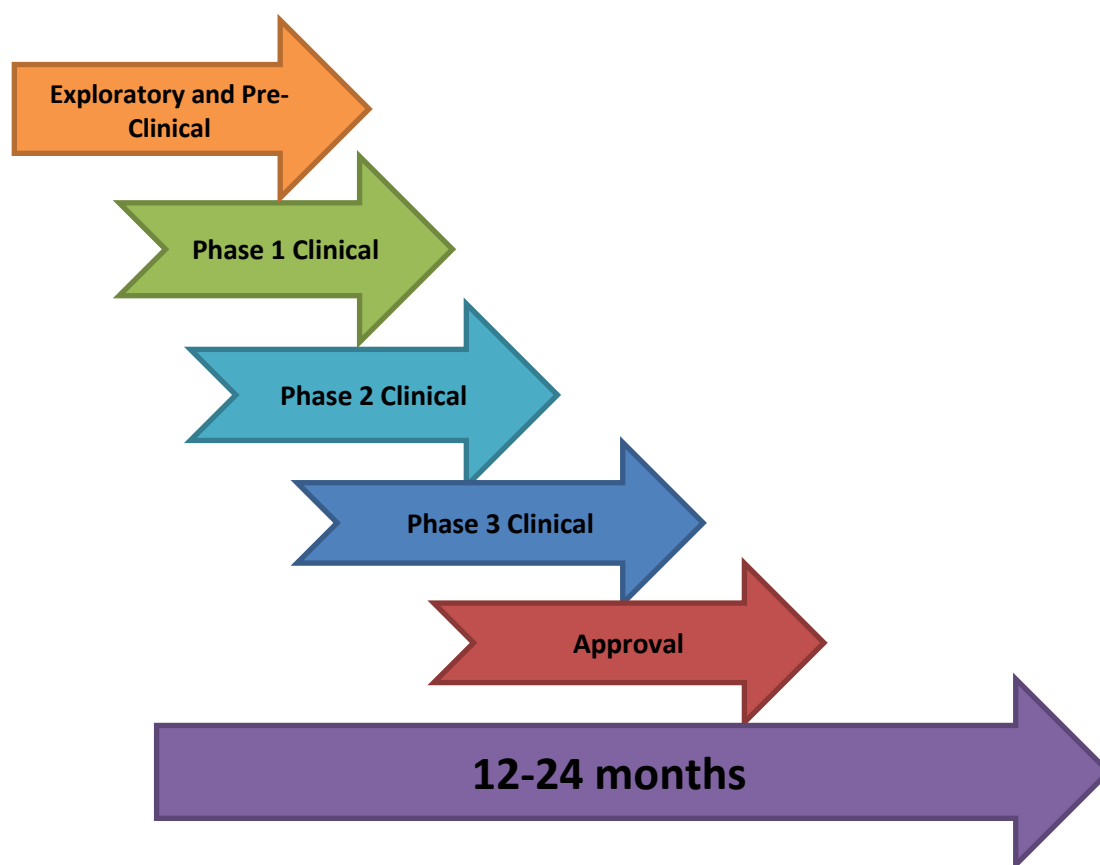 Exploratory and Pre-
Clinical
Phase 1 Clinical
Phase 2 Clinical
Phase 3 Clinical
Approval
12-24 months